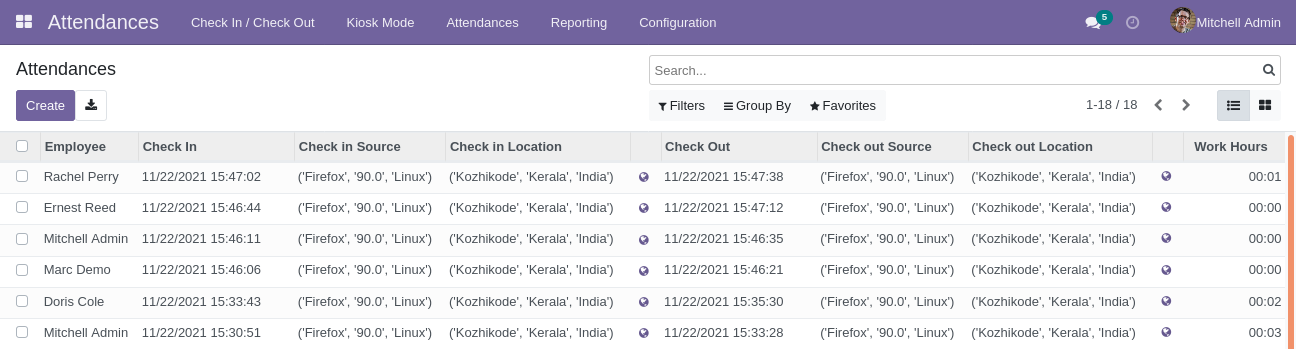 Attendances Check In / Check Out Kiosk Mode Attendances Reporting Configuration 5 Mitchell Admin
Attendances
Search...
Create
Filters Group By Favorites 1-18 / 18
Employee Check In Check in Source Check in Location Check Out Check out Source Check out Location Work Hours
Rachel Perry 11/22/2021 15:47:02 ('Firefox', '90.0', 'Linux') ('Kozhikode', 'Kerala', 'India') 11/22/2021 15:47:38 ('Firefox', '90.0', 'Linux') ('Kozhikode', 'Kerala', 'India') 00:01
Ernest Reed 11/22/2021 15:46:44 ('Firefox', '90.0', 'Linux') ('Kozhikode', 'Kerala', 'India') 11/22/2021 15:47:12 ('Firefox', '90.0', 'Linux') ('Kozhikode', 'Kerala', 'India') 00:00
Mitchell Admin 11/22/2021 15:46:11 ('Firefox', '90.0', 'Linux') ('Kozhikode', 'Kerala', 'India') 11/22/2021 15:46:35 ('Firefox', '90.0', 'Linux') ('Kozhikode', 'Kerala', 'India') 00:00
Marc Demo 11/22/2021 15:46:06 ('Firefox', '90.0', 'Linux') ('Kozhikode', 'Kerala', 'India') 11/22/2021 15:46:21 ('Firefox', '90.0', 'Linux') ('Kozhikode', 'Kerala', 'India') 00:00
Doris Cole 11/22/2021 15:33:43 ('Firefox', '90.0', 'Linux') ('Kozhikode', 'Kerala', 'India') 11/22/2021 15:35:30 ('Firefox', '90.0', 'Linux') ('Kozhikode', 'Kerala', 'India') 00:02
Mitchell Admin 11/22/2021 15:30:51 ('Firefox', '90.0', 'Linux') ('Kozhikode', 'Kerala', 'India') 11/22/2021 15:33:28 ('Firefox', '90.0', 'Linux') ('Kozhikode', 'Kerala', 'India') 00:03